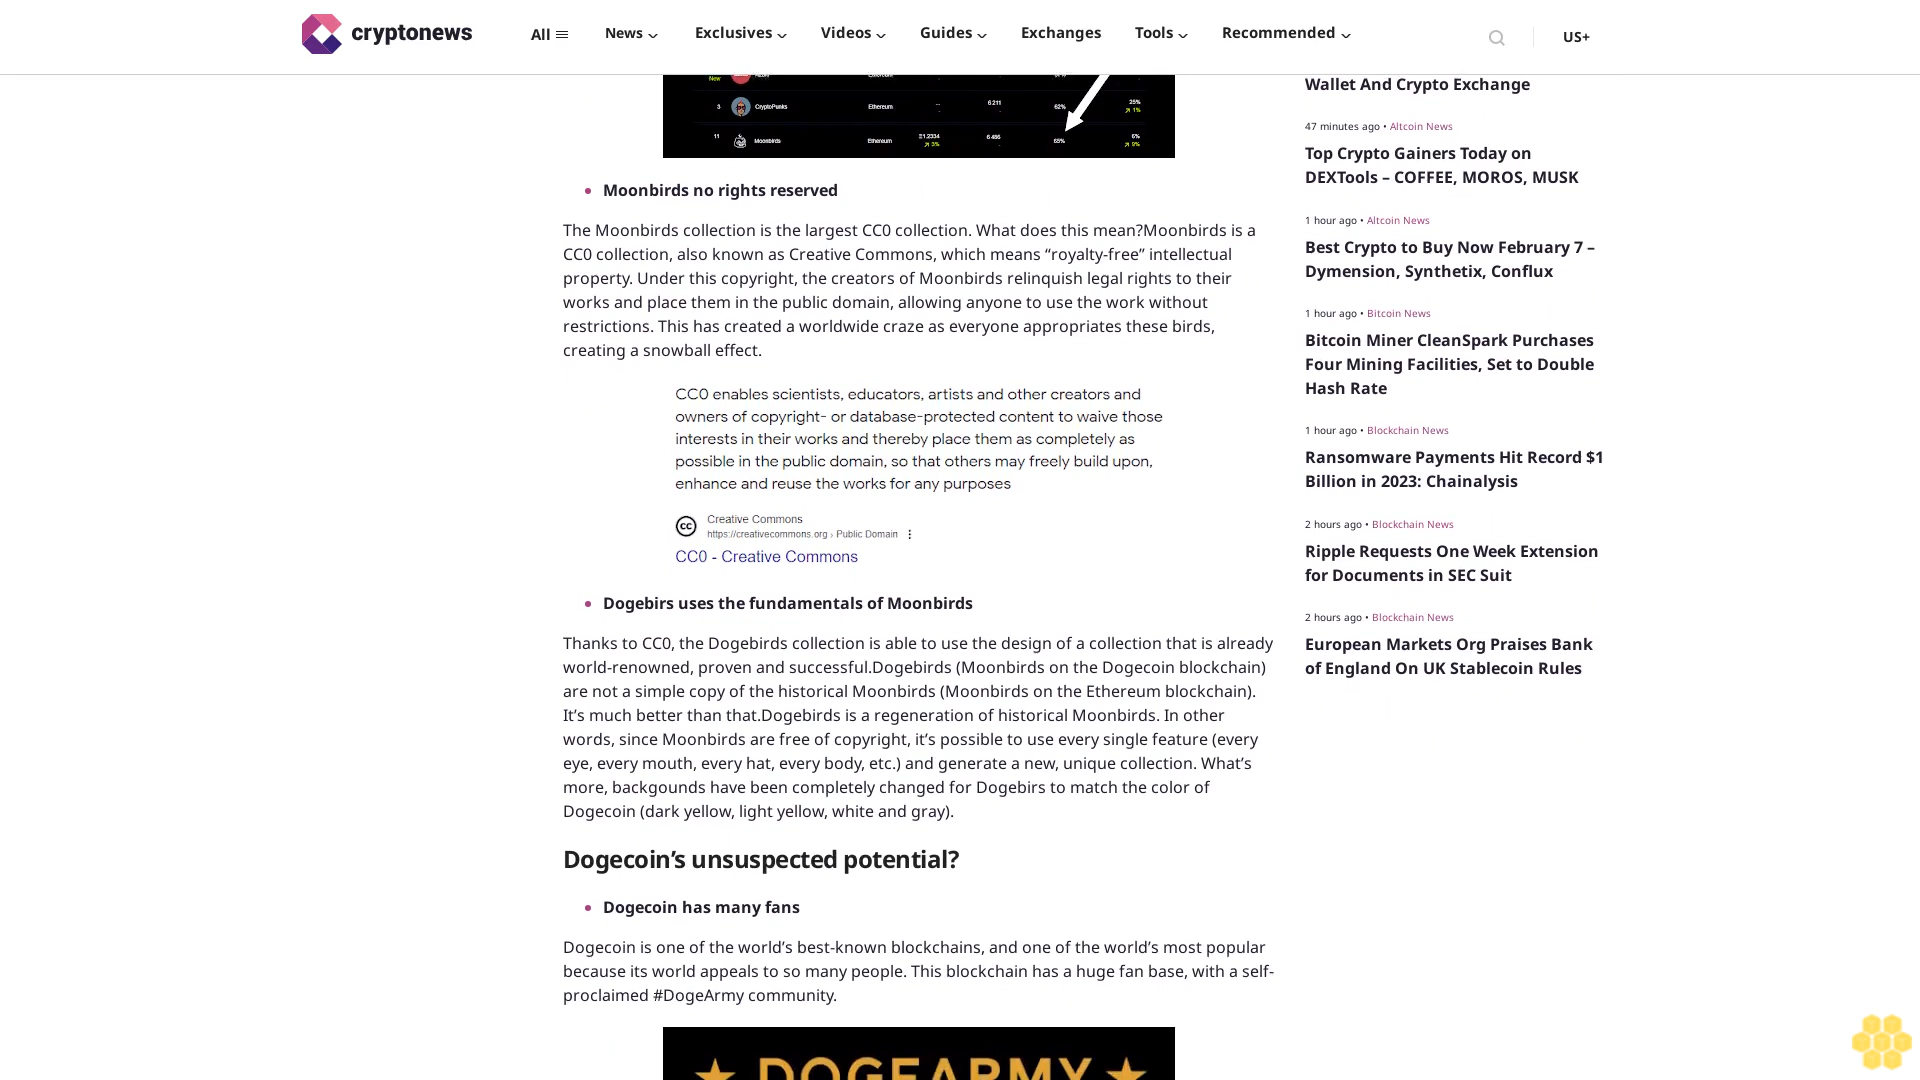 cryptonews
All
News
Exclusives
Videos
Guides
Exchanges
Tools
Recommended
US+
New
Ethereum
3 CryptoPunks Ethereum -- 6 211 62% 25%
1%
11 Moonbirds Ethereum Ξ1.2334 6 486 65% 6%
3% 9%
Moonbirds no rights reserved
The Moonbirds collection is the largest CC0 collection. What does this mean?Moonbirds is a
CC0 collection, also known as Creative Commons, which means “royalty-free” intellectual
property. Under this copyright, the creators of Moonbirds relinquish legal rights to their
works and place them in the public domain, allowing anyone to use the work without
restrictions. This has created a worldwide craze as everyone appropriates these birds,
creating a snowball effect.
CC0 enables scientists, educators, artists and other creators and
owners of copyright- or database-protected content to waive those
interests in their works and thereby place them as completely as
possible in the public domain, so that others may freely build upon,
enhance and reuse the works for any purposes
cc
Creative Commons
https://creativecommons.org › Public Domain
CC0 - Creative Commons
Dogebirs uses the fundamentals of Moonbirds
Thanks to CC0, the Dogebirds collection is able to use the design of a collection that is already
world-renowned, proven and successful.Dogebirds (Moonbirds on the Dogecoin blockchain)
are not a simple copy of the historical Moonbirds (Moonbirds on the Ethereum blockchain).
It’s much better than that.Dogebirds is a regeneration of historical Moonbirds. In other
words, since Moonbirds are free of copyright, it’s possible to use every single feature (every
eye, every mouth, every hat, every body, etc.) and generate a new, unique collection. What’s
more, backgounds have been completely changed for Dogebirs to match the color of
Dogecoin (dark yellow, light yellow, white and gray).
Dogecoin’s unsuspected potential?
Dogecoin has many fans
Dogecoin is one of the world’s best-known blockchains, and one of the world’s most popular
because its world appeals to so many people. This blockchain has a huge fan base, with a self-
proclaimed #DogeArmy community.
DOGEARMY
Wallet And Crypto Exchange
47 minutes ago • Altcoin News
Top Crypto Gainers Today on
DEXTools – COFFEE, MOROS, MUSK
1 hour ago • Altcoin News
Best Crypto to Buy Now February 7 –
Dymension, Synthetix, Conflux
1 hour ago • Bitcoin News
Bitcoin Miner CleanSpark Purchases
Four Mining Facilities, Set to Double
Hash Rate
1 hour ago • Blockchain News
Ransomware Payments Hit Record $1
Billion in 2023: Chainalysis
2 hours ago • Blockchain News
Ripple Requests One Week Extension
for Documents in SEC Suit
2 hours ago • Blockchain News
European Markets Org Praises Bank
of England On UK Stablecoin Rules